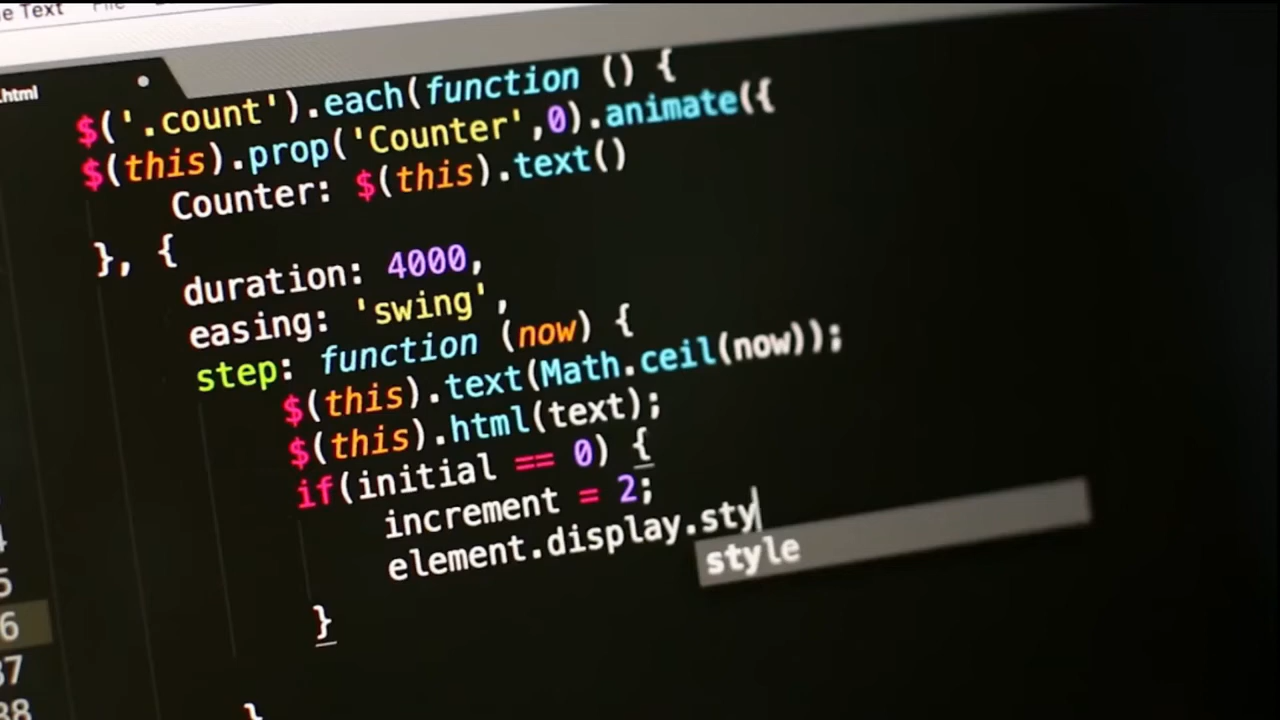 e Text File
.html
$('.count').each(function () {
$(this).prop('Counter',0).animate({
Counter: $(this).text()
}, {
duration: 4000,
easing: 'swing',
step: function (now) {
$(this).text(Math.ceil(now));
$(this).html(text);
if(initial == 0) {
increment = 2;
element.display.sty
style
}
}